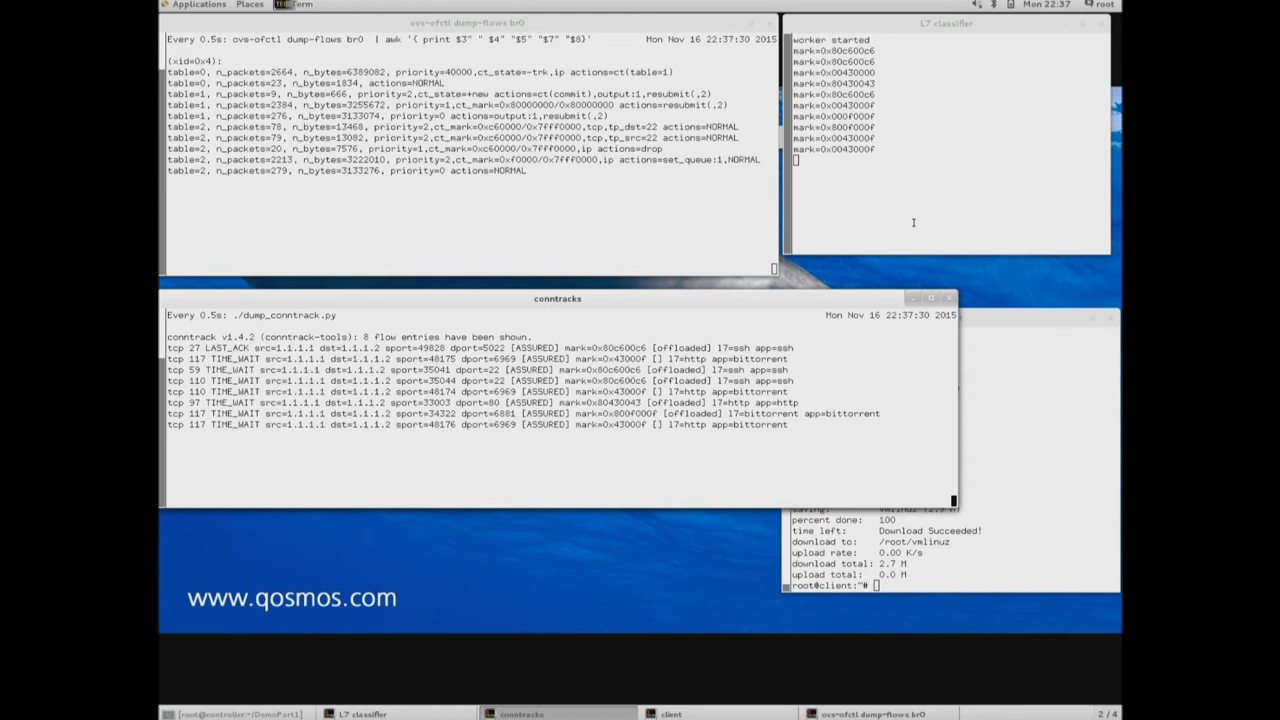 Applications Places Term Mon 22:37 root
ovs-ofctl dump-flows br0
Every 0.5s: ovs-ofctl dump-flows br0 | awk '{ print $3" " $4" "$5" "$7" "$8}' Mon Nov 16 22:37:30 2015
(xid=0x4):
table=0, n_packets=2664, n_bytes=6389082, priority=40000,ct_state=-trk,ip actions=ct(table=1)
table=0, n_packets=23, n_bytes=1834, actions=NORMAL
table=1, n_packets=9, n_bytes=666, priority=2,ct_state=+new actions=ct(commit),output:1,resubmit(,2)
table=1, n_packets=2384, n_bytes=3255672, priority=1,ct_mark=0x80000000/0x80000000 actions=resubmit(,2)
table=1, n_packets=276, n_bytes=3133074, priority=0 actions=output:1,resubmit(,2)
table=2, n_packets=78, n_bytes=13468, priority=2,ct_mark=0xc60000/0x7fff0000,tcp,tp_dst=22 actions=NORMAL
table=2, n_packets=79, n_bytes=13082, priority=2,ct_mark=0xc60000/0x7fff0000,tcp,tp_src=22 actions=NORMAL
table=2, n_packets=20, n_bytes=7576, priority=1,ct_mark=0xc60000/0x7fff0000,ip actions=drop
table=2, n_packets=2213, n_bytes=3222010, priority=2,ct_mark=0xf0000/0x7fff0000,ip actions=set_queue:1,NORMAL
table=2, n_packets=279, n_bytes=3133276, priority=0 actions=NORMAL
L7 classifier
worker started
mark=0x80c600c6
mark=0x80c600c6
mark=0x00430000
mark=0x80430043
mark=0x80c600c6
mark=0x0043000f
mark=0x000f000f
mark=0x800f000f
mark=0x0043000f
mark=0x0043000f
conntracks
Every 0.5s: ./dump_conntrack.py Mon Nov 16 22:37:30 2015
conntrack v1.4.2 (conntrack-tools): 8 flow entries have been shown.
tcp 27 LAST_ACK src=1.1.1.1 dst=1.1.1.2 sport=49828 dport=5022 [ASSURED] mark=0x80c600c6 [offloaded] l7=ssh app=ssh
tcp 117 TIME_WAIT src=1.1.1.1 dst=1.1.1.2 sport=48175 dport=6969 [ASSURED] mark=0x43000f [] l7=http app=bittorrent
tcp 59 TIME_WAIT src=1.1.1.1 dst=1.1.1.2 sport=35041 dport=22 [ASSURED] mark=0x80c600c6 [offloaded] l7=ssh app=ssh
tcp 110 TIME_WAIT src=1.1.1.1 dst=1.1.1.2 sport=35044 dport=22 [ASSURED] mark=0x80c600c6 [offloaded] l7=ssh app=ssh
tcp 110 TIME_WAIT src=1.1.1.1 dst=1.1.1.2 sport=48174 dport=6969 [ASSURED] mark=0x43000f [] l7=http app=bittorrent
tcp 97 TIME_WAIT src=1.1.1.1 dst=1.1.1.2 sport=33003 dport=80 [ASSURED] mark=0x80430043 [offloaded] l7=http app=http
tcp 117 TIME_WAIT src=1.1.1.1 dst=1.1.1.2 sport=34322 dport=6881 [ASSURED] mark=0x800f000f [offloaded] l7=bittorrent app=bittorrent
tcp 117 TIME_WAIT src=1.1.1.1 dst=1.1.1.2 sport=48176 dport=6969 [ASSURED] mark=0x43000f [] l7=http app=bittorrent
percent done: 100
time left: Download Succeeded!
download to: /root/vmlinuz
upload rate: 0.00 K/s
download total: 2.7 M
upload total: 0.0 M
root@client:~#
www.qosmos.com
[root@controller:~/DemoPart1] L7 classifier conntracks client ovs-ofctl dump-flows br0 2 / 4